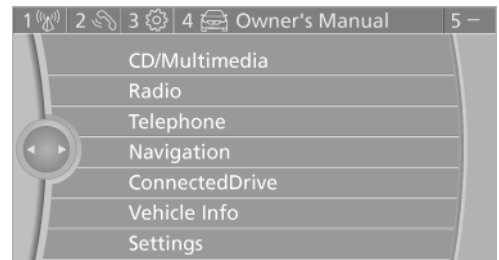 1 2 3 4 Owner's Manual 5
CD/Multimedia
Radio
Telephone
Navigation
ConnectedDrive
Vehicle Info
Settings